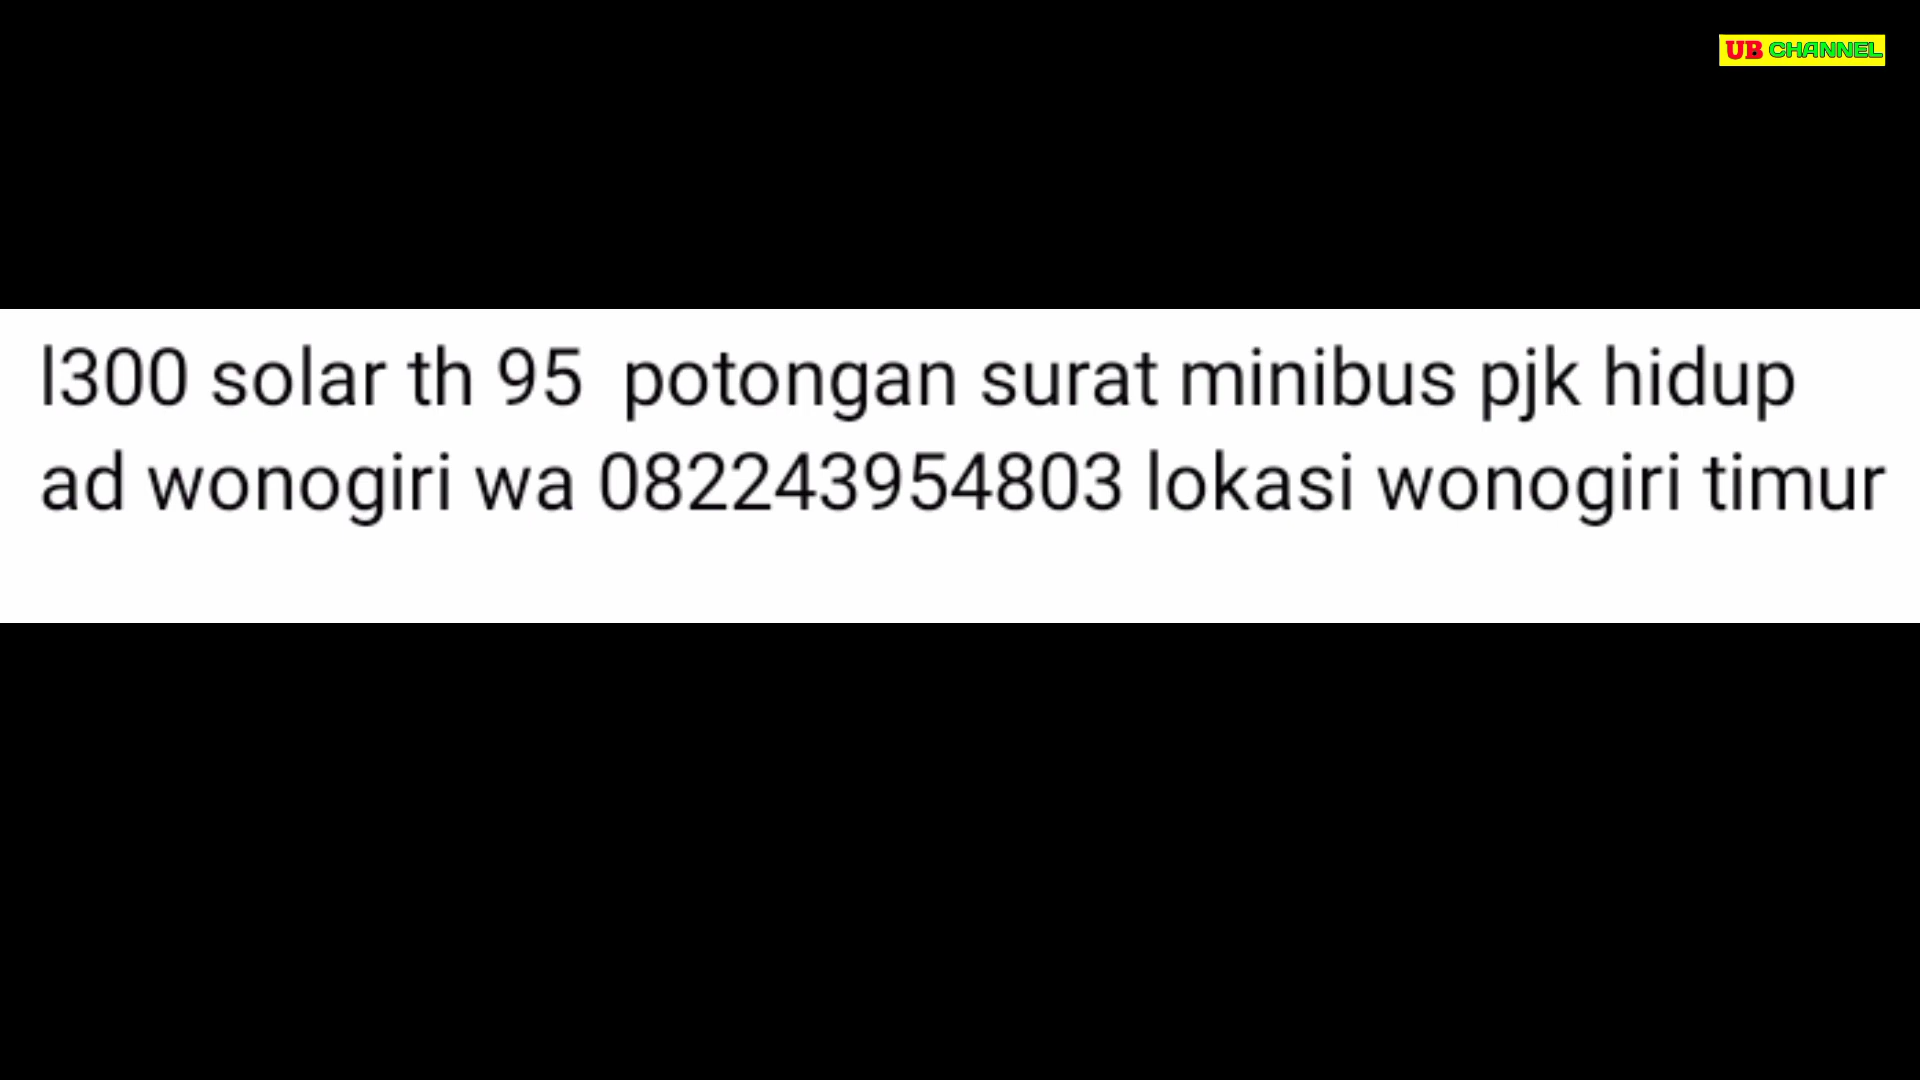 UB CHANNEL
l300 solar th 95  potongan surat minibus pjk hidup
ad wonogiri wa 082243954803 lokasi wonogiri timur